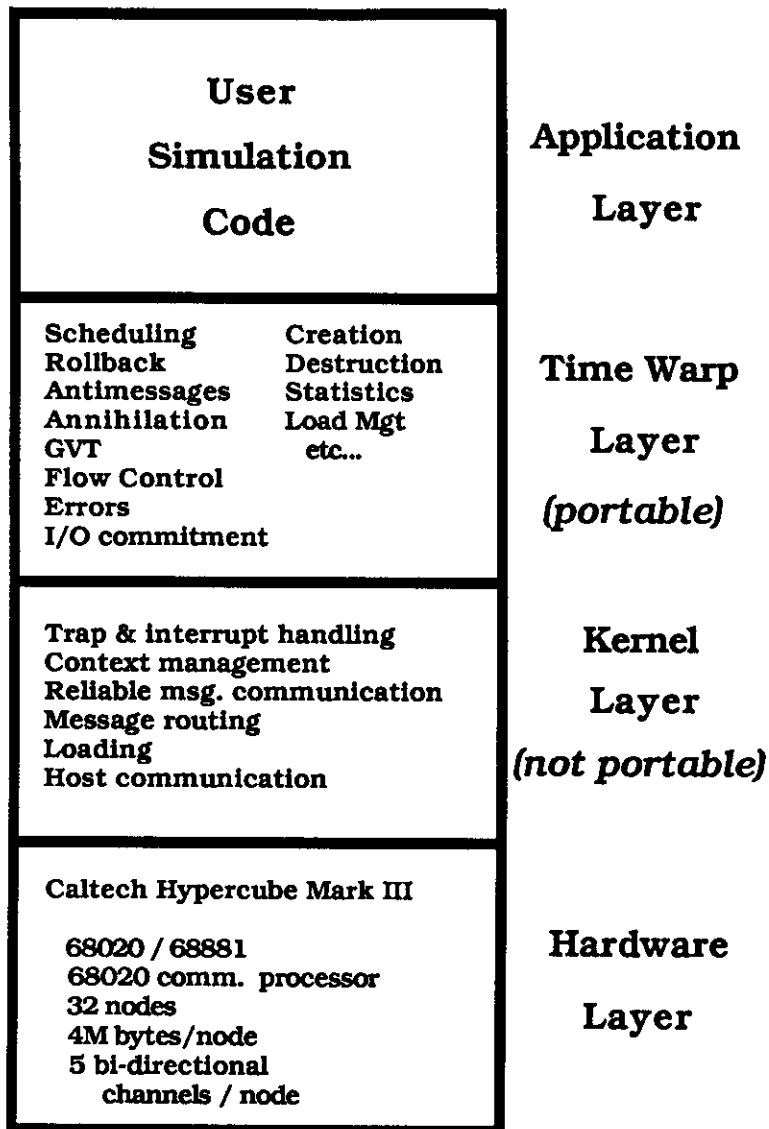 User
Simulation
Code
Application
Layer
Scheduling
Rollback
Antimessages
Annihilation
GVT
Flow Control
Errors
I/O commitment
Creation
Destruction
Statistics
Load Mgt
etc...
Time Warp
Layer
(portable)
Trap & interrupt handling
Context management
Reliable msg. communication
Message routing
Loading
Host communication
Kernel
Layer
(not portable)
Caltech Hypercube Mark III
68020 / 68881
68020 comm. processor
32 nodes
4M bytes/node
5 bi-directional
channels / node
Hardware
Layer